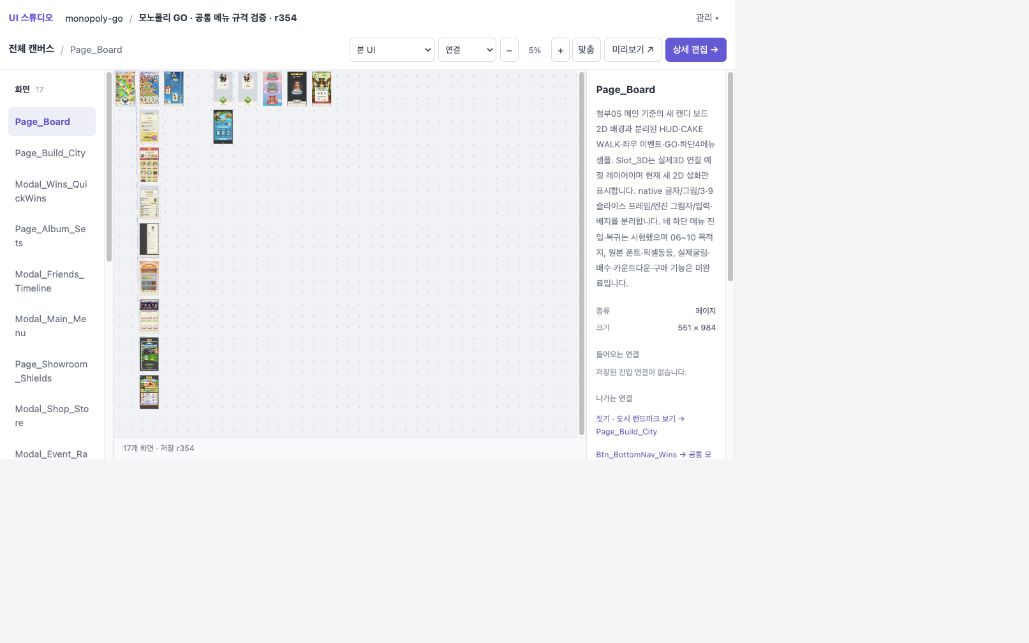 UI 스튜디오 monopoly-go / 모노폴리 GO · 공통 메뉴 규격 검증 · r354 관리
전체 캔버스 / Page_Board 본 UI 연결 − 5% + 맞춤 미리보기 ↗ 상세 편집 →
화면 17
Page_Board
Page_Build_City
Modal_Wins_Qui
ckWins
Page_Album_Se
ts
Modal_Friends_
Timeline
Modal_Main_Me
nu
Page_Showroom
_Shields
Modal_Shop_Sto
re
Modal_Event_Ra
17개 화면 · 저장 r354
Page_Board
첨부05 메인 기준의 새 캔디 보드
2D 배경과 분리된 HUD·CAKE
WALK·좌우 이벤트·GO·하단4메뉴
샘플. Slot_3D는 실제3D 연결 예
정 레이어이며 현재 새 2D 삽화만
표시합니다. native 글자/그림/3·9
슬라이스 프레임/엔진 그림자/입력·
배지를 분리합니다. 네 하단 메뉴 진
입·복귀는 시험했으며 06~10 목적
지, 원본 폰트·픽셀동등, 실제굴림·
배수·카운트다운·구매 기능은 미완
료입니다.
종류 페이지
크기 551 × 984
들어오는 연결
저장된 진입 연결이 없습니다.
나가는 연결
짓기 · 도시 랜드마크 보기 →
Page_Build_City
Btn_BottomNav_Wins → 공통 모